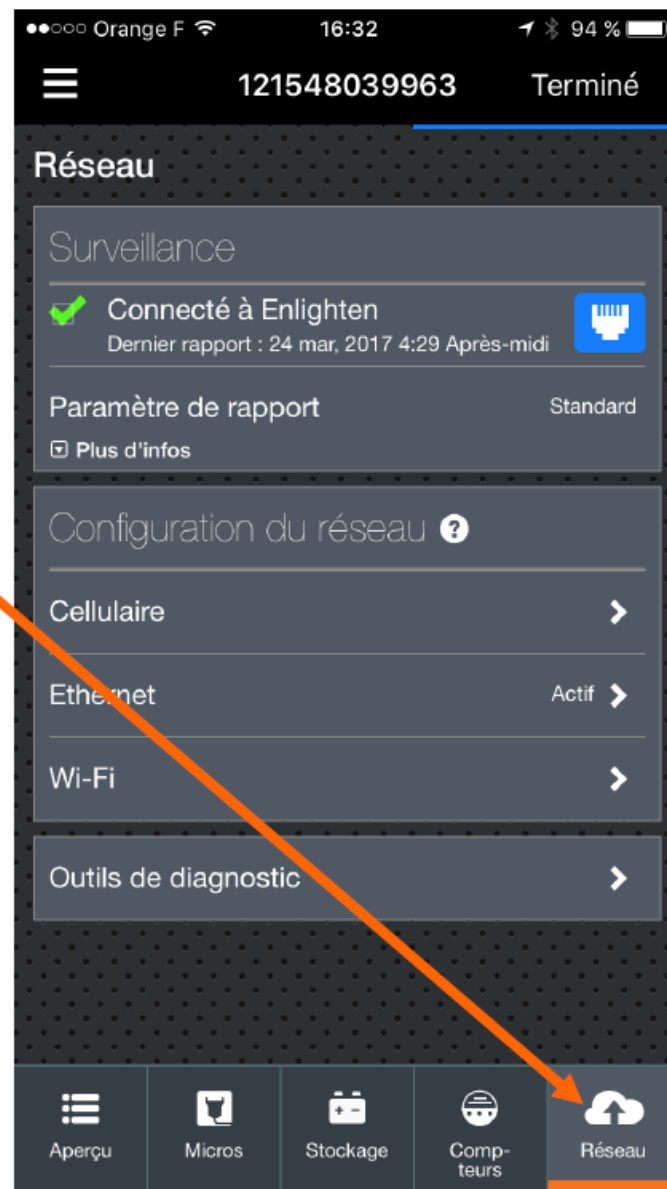 Orange F 16:32 94 %
121548039963 Terminé
Réseau
Surveillance
Connecté à Enlighten
Dernier rapport : 24 mar, 2017 4:29 Après-midi
Paramètre de rapport Standard
Plus d'infos
Configuration du réseau ?
Cellulaire
Ethernet Actif
Wi-Fi
Outils de diagnostic
Aperçu Micros Stockage Comp-
teurs Réseau